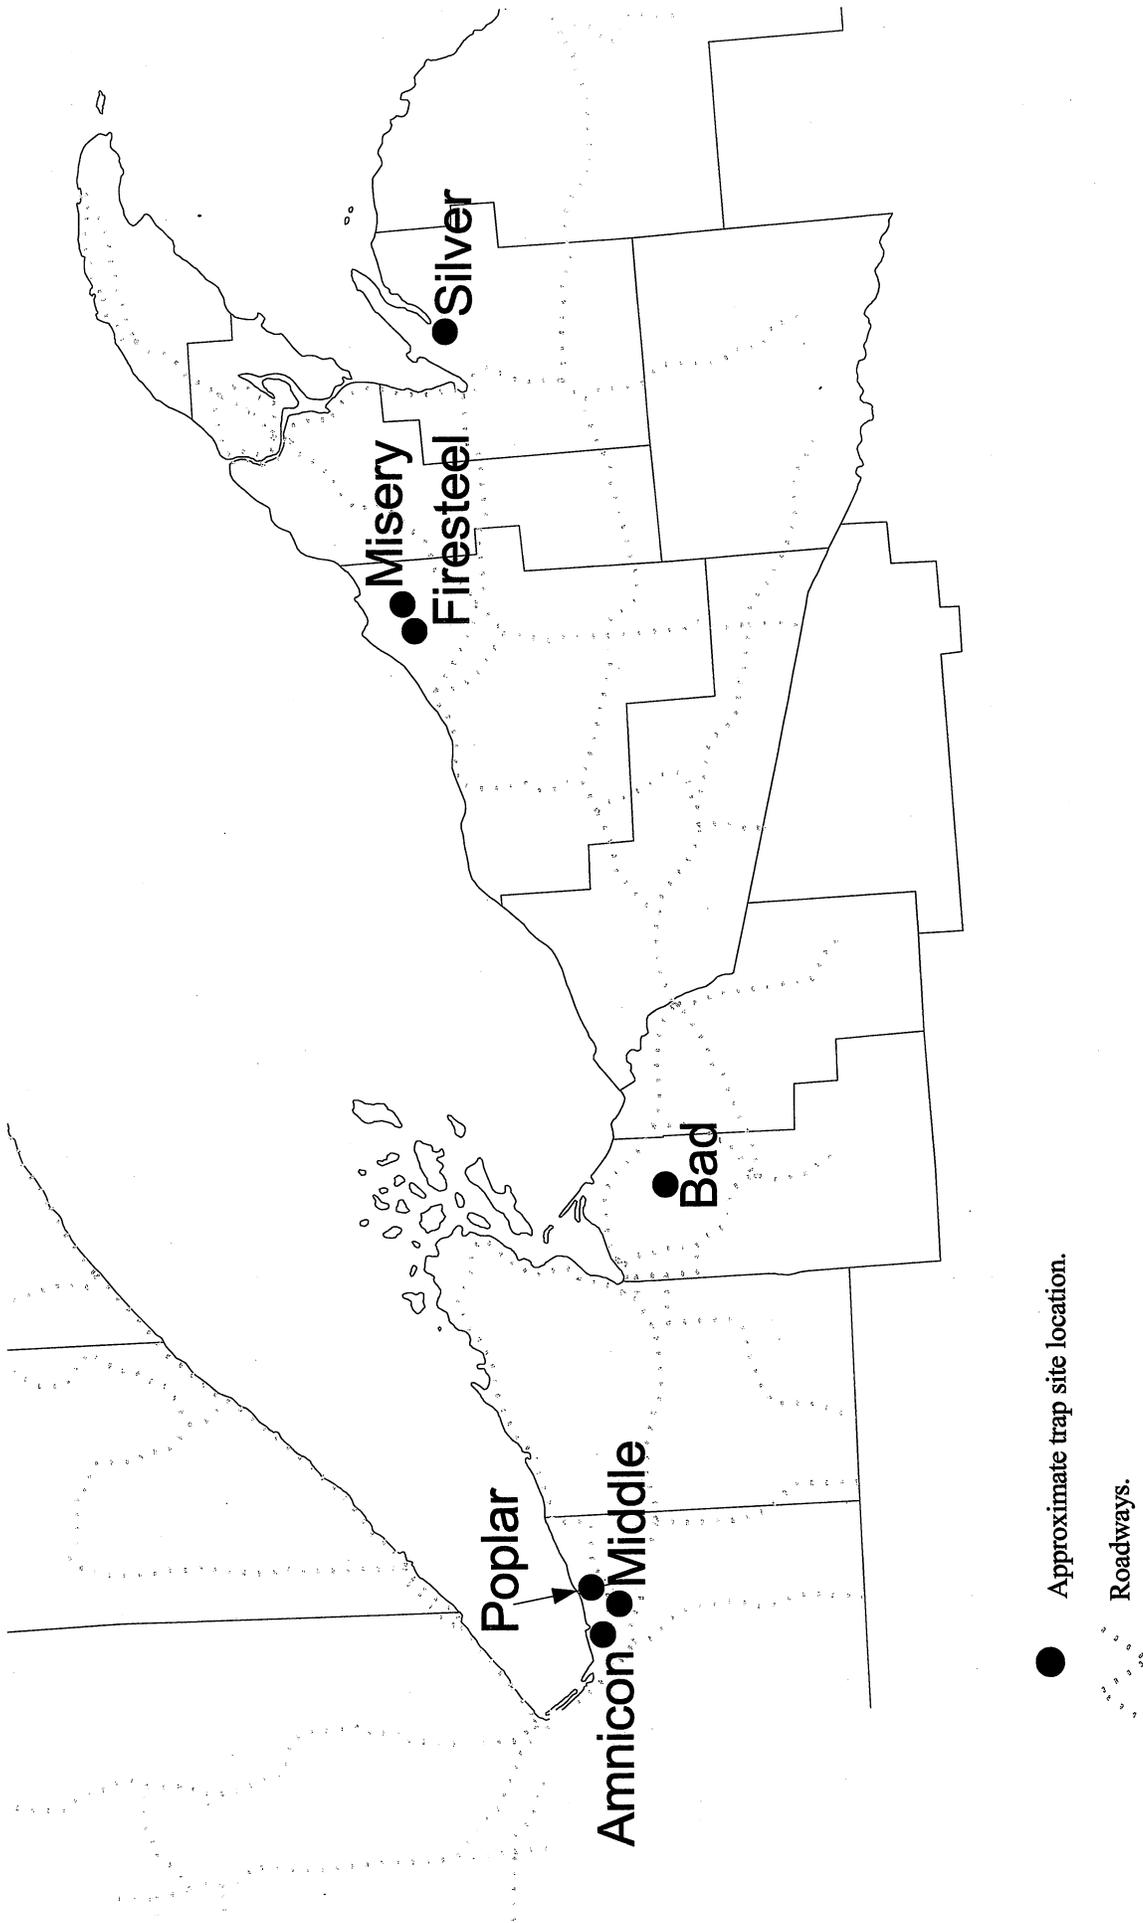 Poplar
Amnicon
Middle
Bad
Misery
Firesteel
Silver
Approximate trap site location.
Roadways.